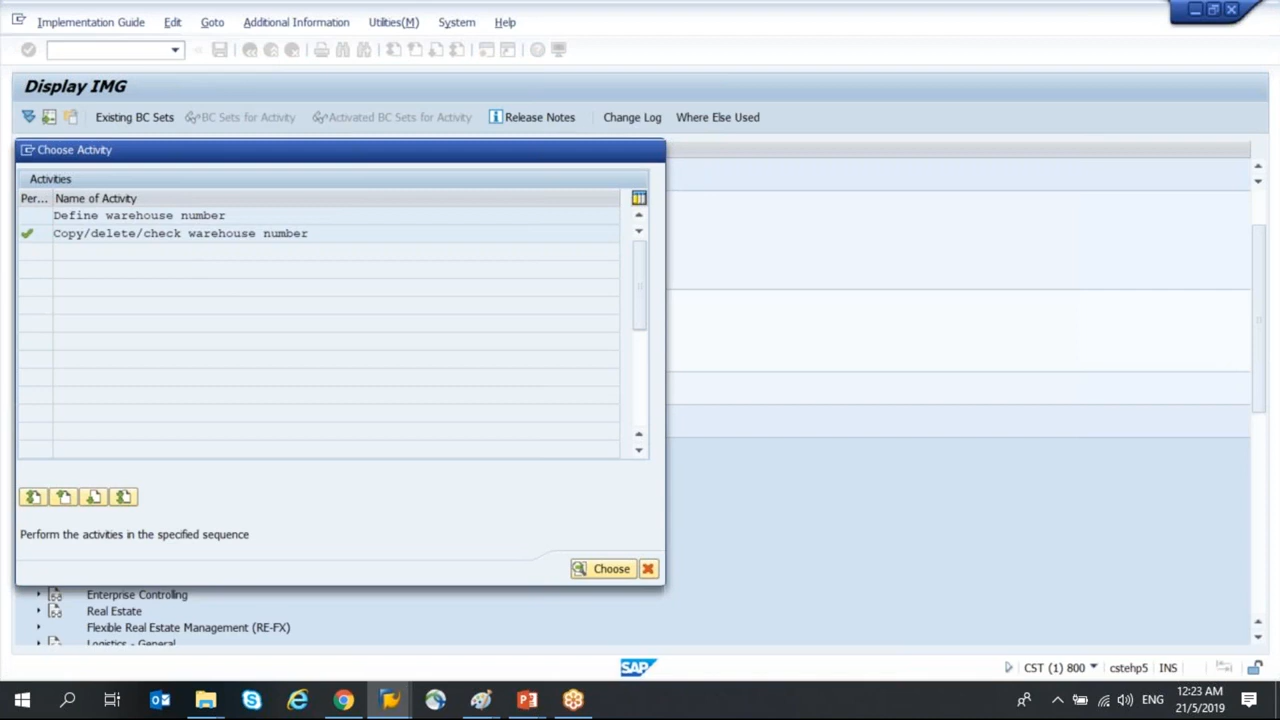 Implementation Guide Edit Goto Additional Information Utilities(M) System Help
Display IMG
Existing BC Sets BC Sets for Activity Activated BC Sets for Activity Release Notes Change Log Where Else Used
Choose Activity
Activities
Per... Name of Activity
Define warehouse number
Copy/delete/check warehouse number
Perform the activities in the specified sequence
Choose
Enterprise Controlling
Real Estate
Flexible Real Estate Management (RE-FX)
Logistics - General
SAP CST (1) 800 cstehp5 INS
ENG 12:23 AM
21/5/2019